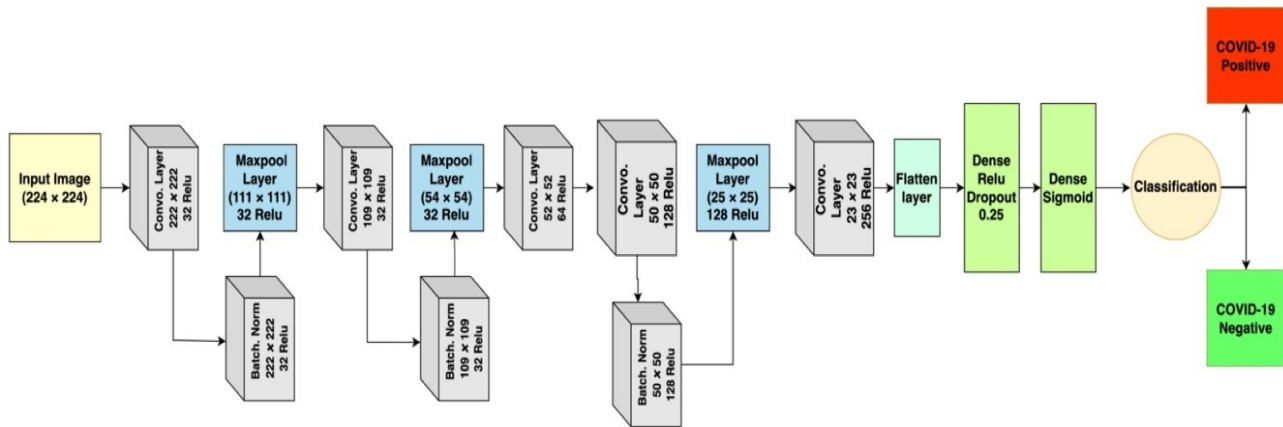 Input Image
(224 × 224)
Convo. Layer
222 × 222
32 Relu
Batch. Norm
222 × 222
32 Relu
Maxpool
Layer
(111 × 111)
32 Relu
Convo. Layer
109 × 109
32 Relu
Batch. Norm
109 × 109
32 Relu
Maxpool
Layer
(54 × 54)
32 Relu
Convo. Layer
52 × 52
64 Relu
Convo.
Layer
50 × 50
128 Relu
Batch. Norm
50 × 50
128 Relu
Maxpool
Layer
(25 × 25)
128 Relu
Convo. Layer
23 × 23
256 Relu
Flatten
layer
Dense
Relu
Dropout
0.25
Dense
Sigmoid
Classification
COVID-19
Positive
COVID-19
Negative